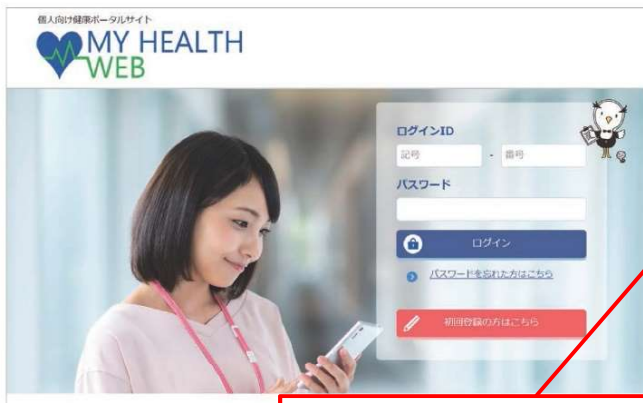 個人向け健康ポータルサイト
MY HEALTH
WEB
ログインID
記号 - 番号
パスワード
ログイン
パスワードを忘れた方はこちら
初回登録の方はこちら